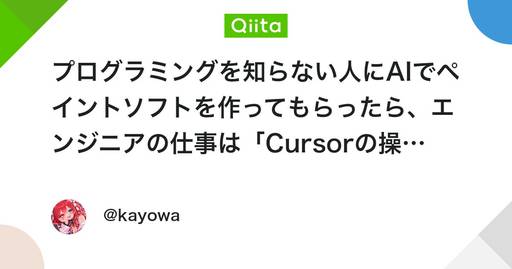 Qiita
プログラミングを知らない人にAIでペ
イントソフトを作ってもらったら、エ
ンジニアの仕事は「Cursorの操…
@kayowa